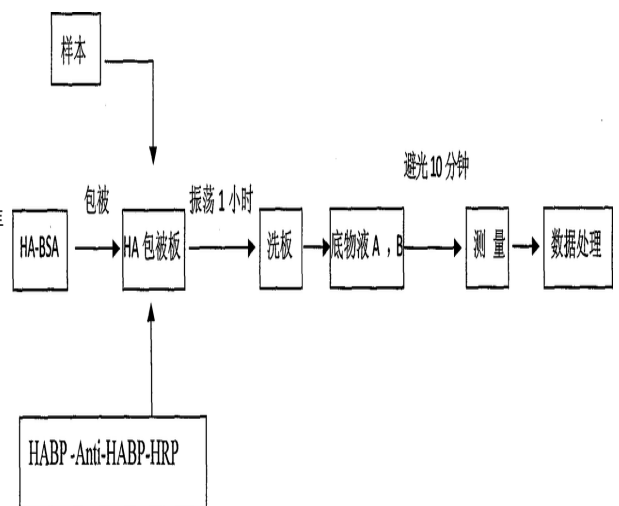 样本
避光 10 分钟
包被
振荡 1 小时
HA-BSA
HA 包被板
洗板
底物液 A ，B
测 量
数据处理
HABP -Anti-HABP-HRP